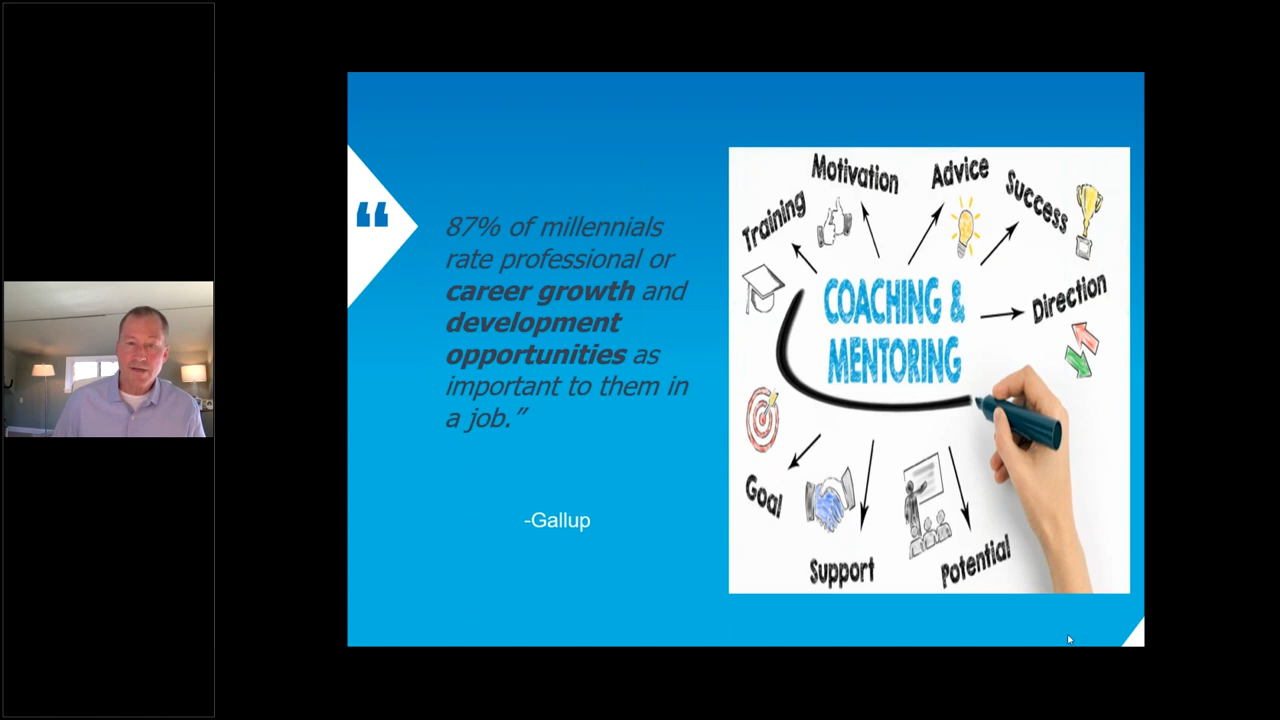 “
87% of millennials
rate professional or
career growth and
development
opportunities as
important to them in
a job.”
-Gallup
Motivation
Advice
Success
Training
Direction
COACHING &
MENTORING
Goal
Support
Potential